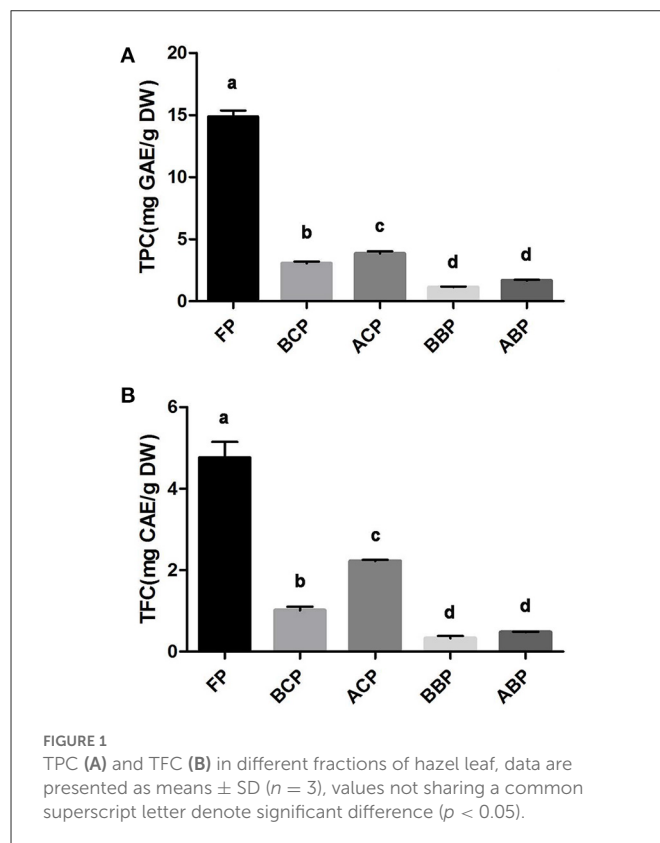 A
TPC(mg GAE/g DW)
20
15
10
5
0
a
b
c
d
d
FP
BCP
ACP
BBP
ABP
B
TFC(mg CAE/g DW)
6
4
2
0
a
b
c
d
d
FP
BCP
ACP
BBP
ABP
FIGURE 1
TPC (A) and TFC (B) in different fractions of hazel leaf, data are
presented as means ± SD (n = 3), values not sharing a common
superscript letter denote significant difference (p < 0.05).